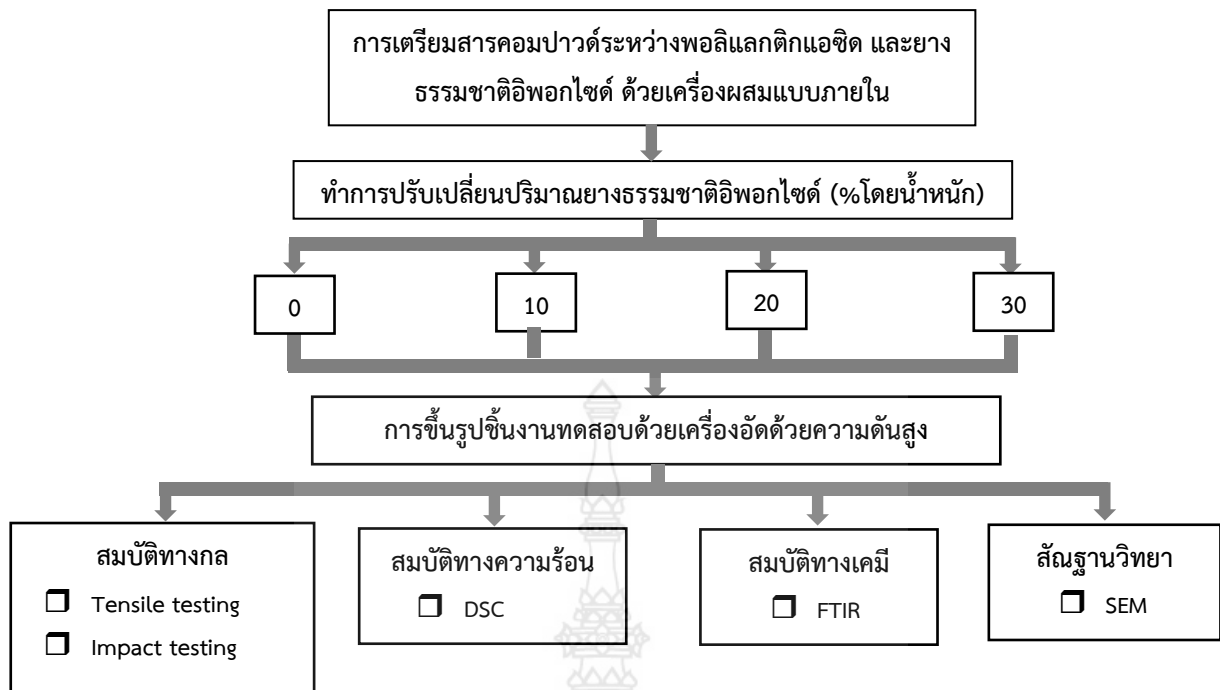 การเตรียมสารคอมปาวด์ระหว่างพอลิแลกติกแอซิด และยาง
ธรรมชาติอิพอกไซด์ ด้วยเครื่องผสมแบบภายใน
ทำการปรับเปลี่ยนปริมาณยางธรรมชาติอิพอกไซด์ (%โดยน้ำหนัก)
0
10
20
30
การขึ้นรูปชิ้นงานทดสอบด้วยเครื่องอัดด้วยความดันสูง
สมบัติทางกล
Tensile testing
Impact testing
สมบัติทางความร้อน
DSC
สมบัติทางเคมี
FTIR
สัณฐานวิทยา
SEM